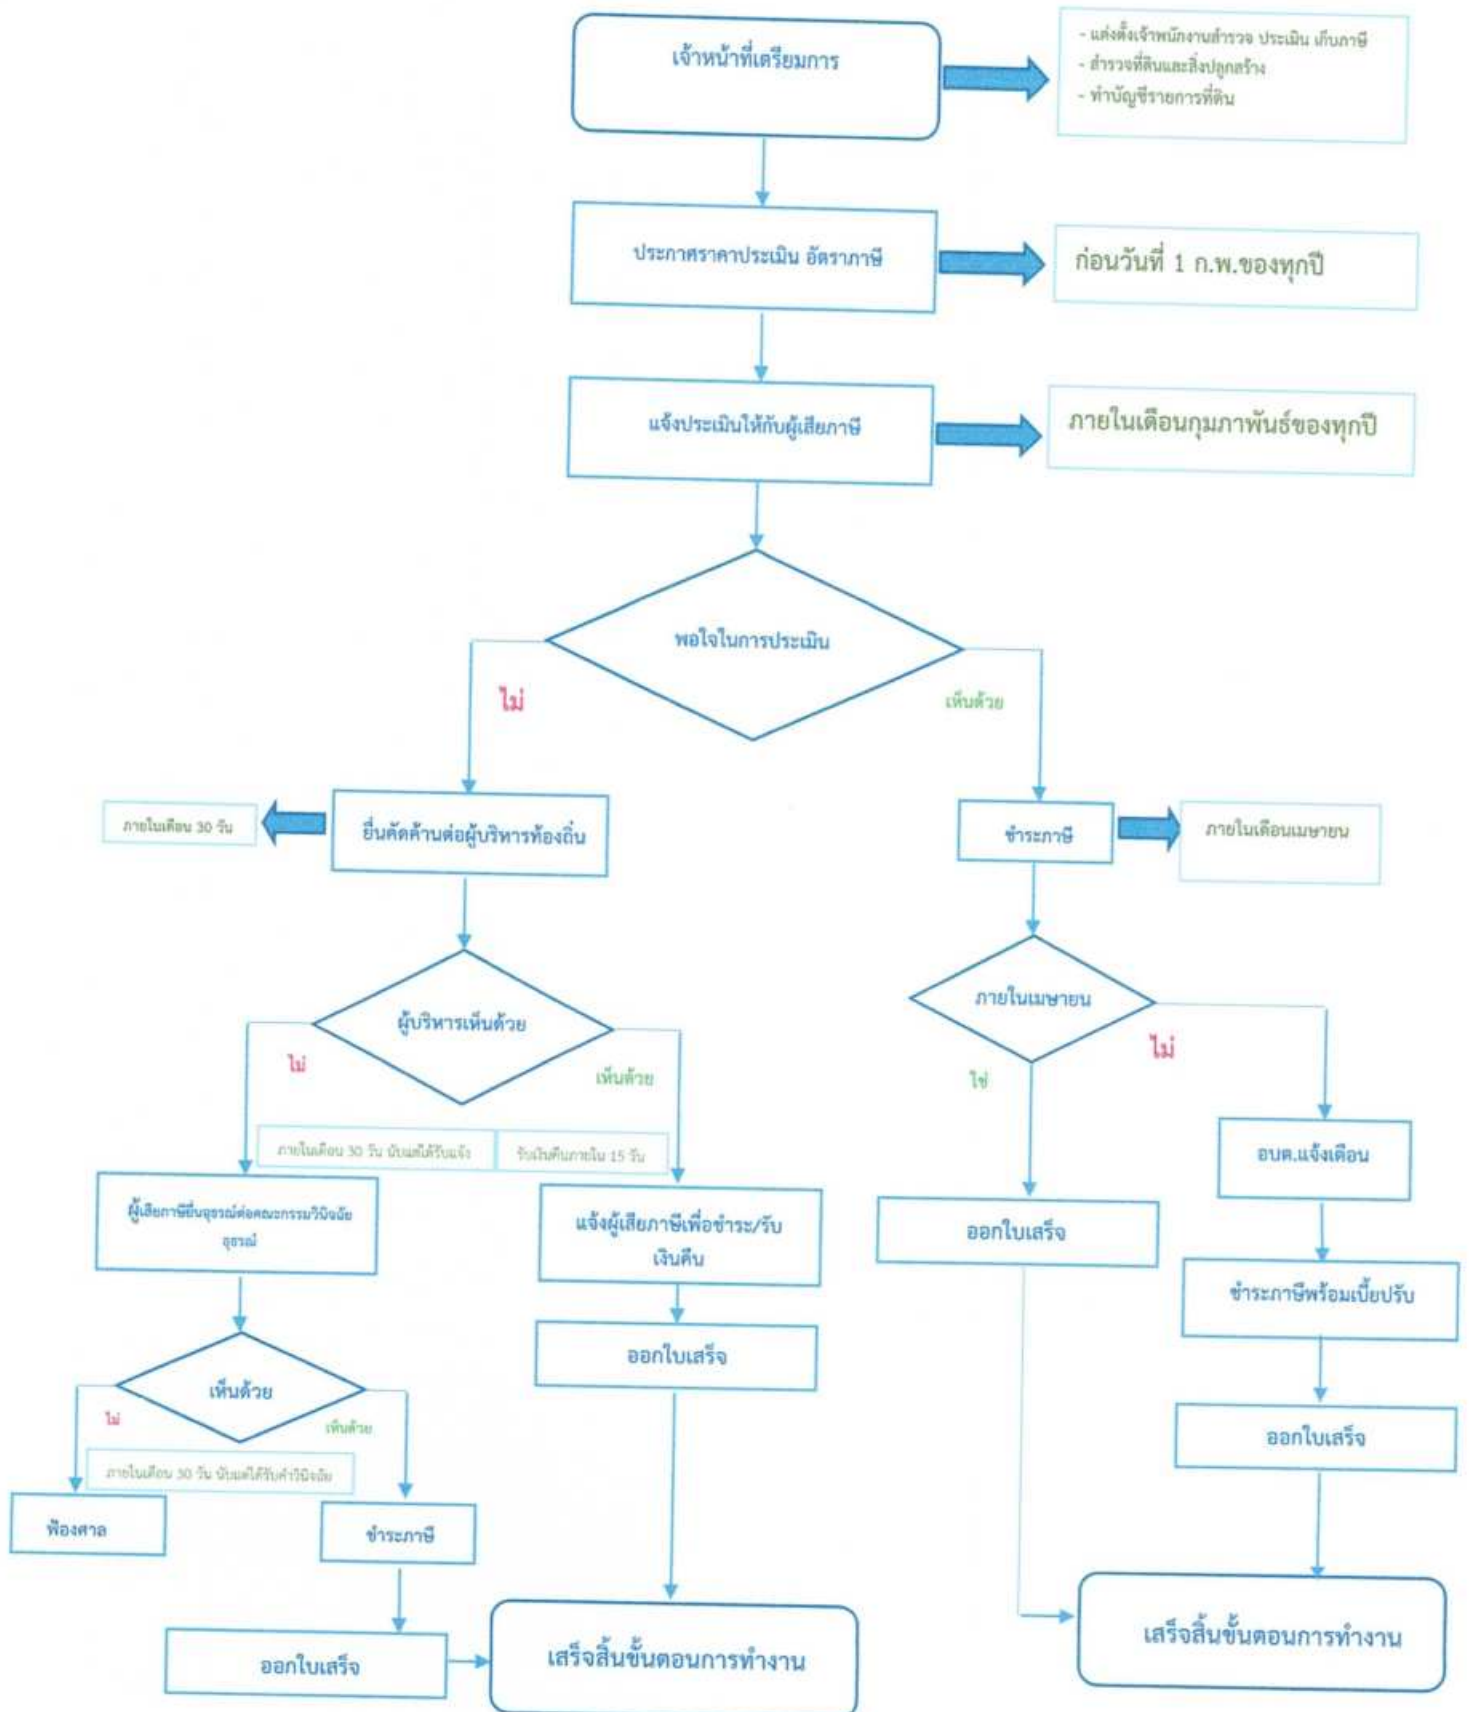 เจ้าหน้าที่เตรียมการ
- แต่งตั้งเจ้าพนักงานสำรวจ ประเมิน เก็บภาษี
- สำรวจที่ดินและสิ่งปลูกสร้าง
- ทำบัญชีรายการที่ดิน
ประกาศราคาประเมิน อัตราภาษี
ก่อนวันที่ 1 ก.พ.ของทุกปี
แจ้งประเมินให้กับผู้เสียภาษี
ภายในเดือนกุมภาพันธ์ของทุกปี
พอใจในการประเมิน
ไม่
เห็นด้วย
ภายในเดือน 30 วัน
ยื่นคัดค้านต่อผู้บริหารท้องถิ่น
ชำระภาษี
ภายในเดือนเมษายน
ผู้บริหารเห็นด้วย
ภายในเมษายน
ไม่
เห็นด้วย
ใช่
ไม่
ภายในเดือน 30 วัน นับแต่ได้รับแจ้ง
รับเงินคืนภายใน 15 วัน
อบต.แจ้งเตือน
ผู้เสียภาษียื่นอุธรณ์ต่อคณะกรรมวินิจฉัย
อุธรณ์
แจ้งผู้เสียภาษีเพื่อชำระ/รับ
เงินคืน
ออกใบเสร็จ
ชำระภาษีพร้อมเบี้ยปรับ
ออกใบเสร็จ
เห็นด้วย
ไม่
เห็นด้วย
ออกใบเสร็จ
ภายในเดือน 30 วัน นับแต่ได้รับคำวินิจฉัย
ฟ้องศาล
ชำระภาษี
ออกใบเสร็จ
เสร็จสิ้นขั้นตอนการทำงาน
เสร็จสิ้นขั้นตอนการทำงาน